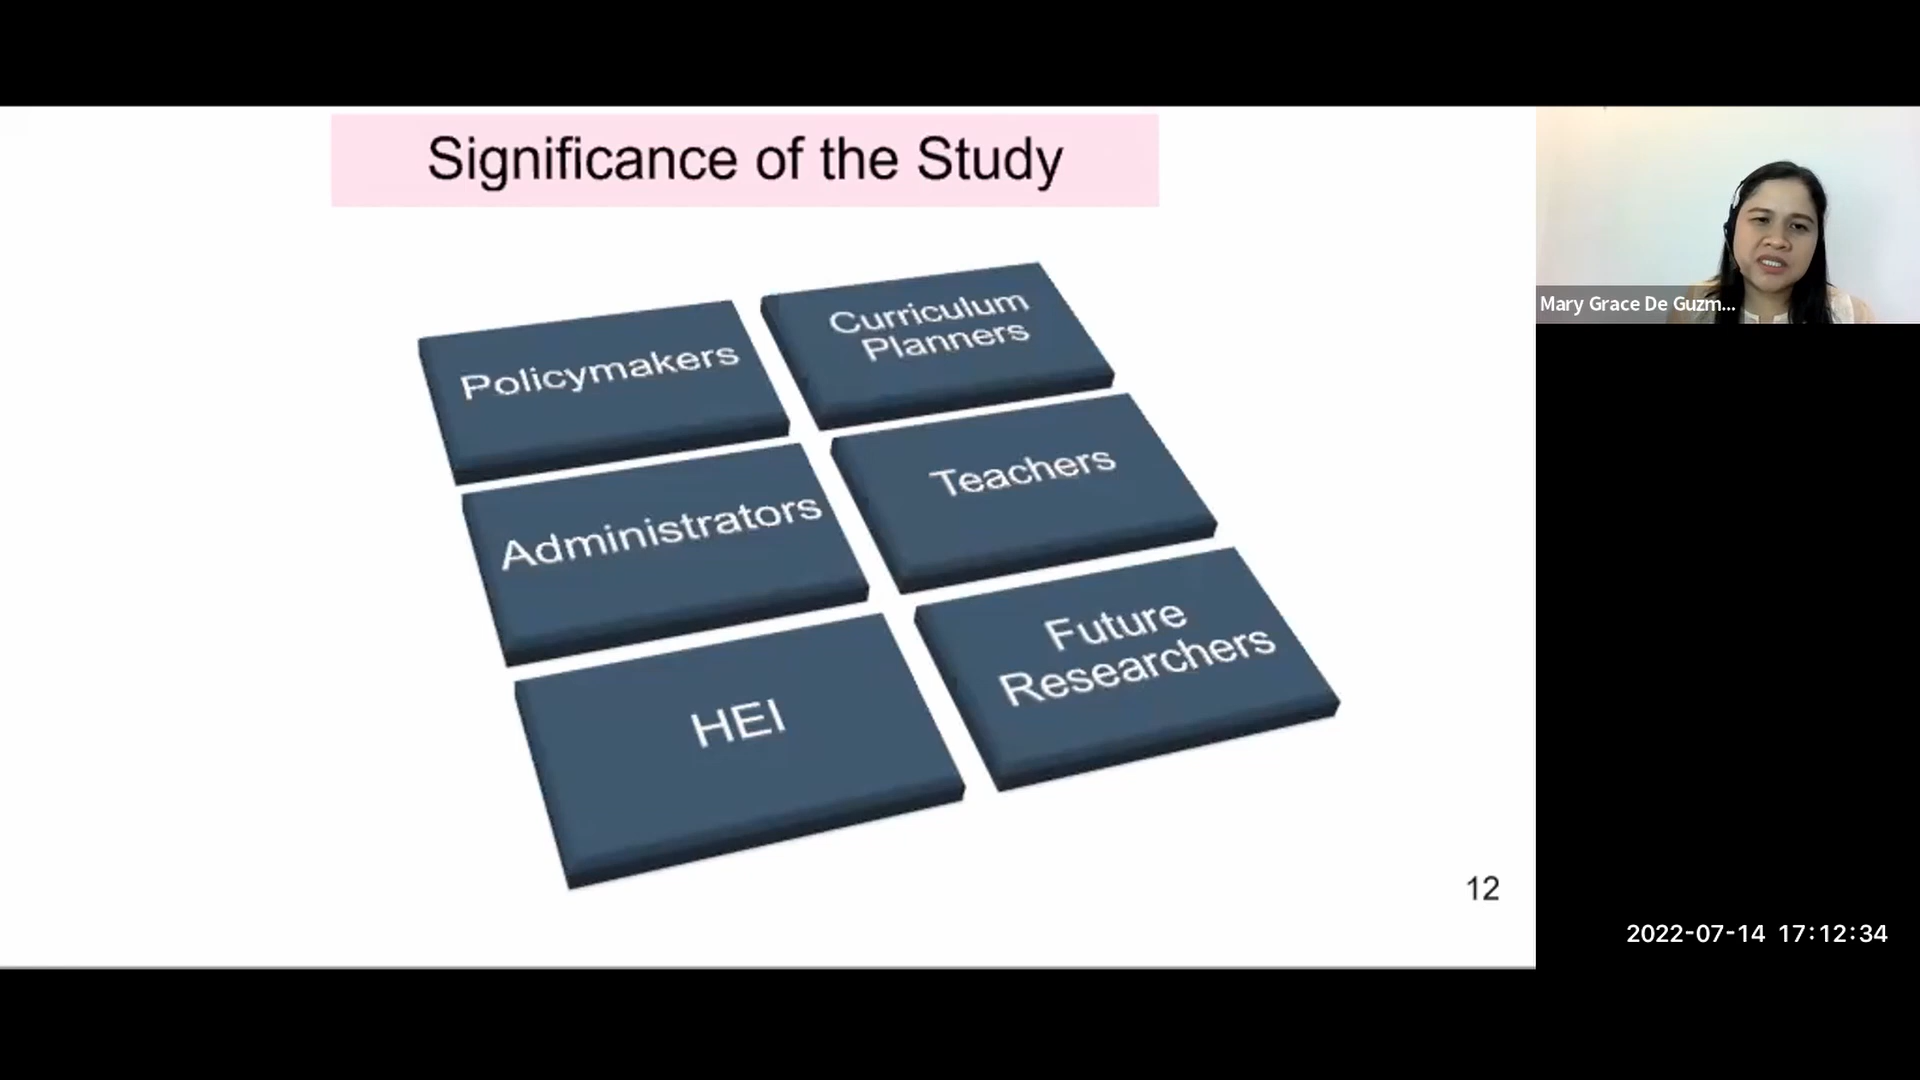 Significance of the Study
Policymakers
Curriculum
Planners
Administrators
Teachers
HEI
Future
Researchers
12
Mary Grace De Guzm...
2022-07-14 17:12:34